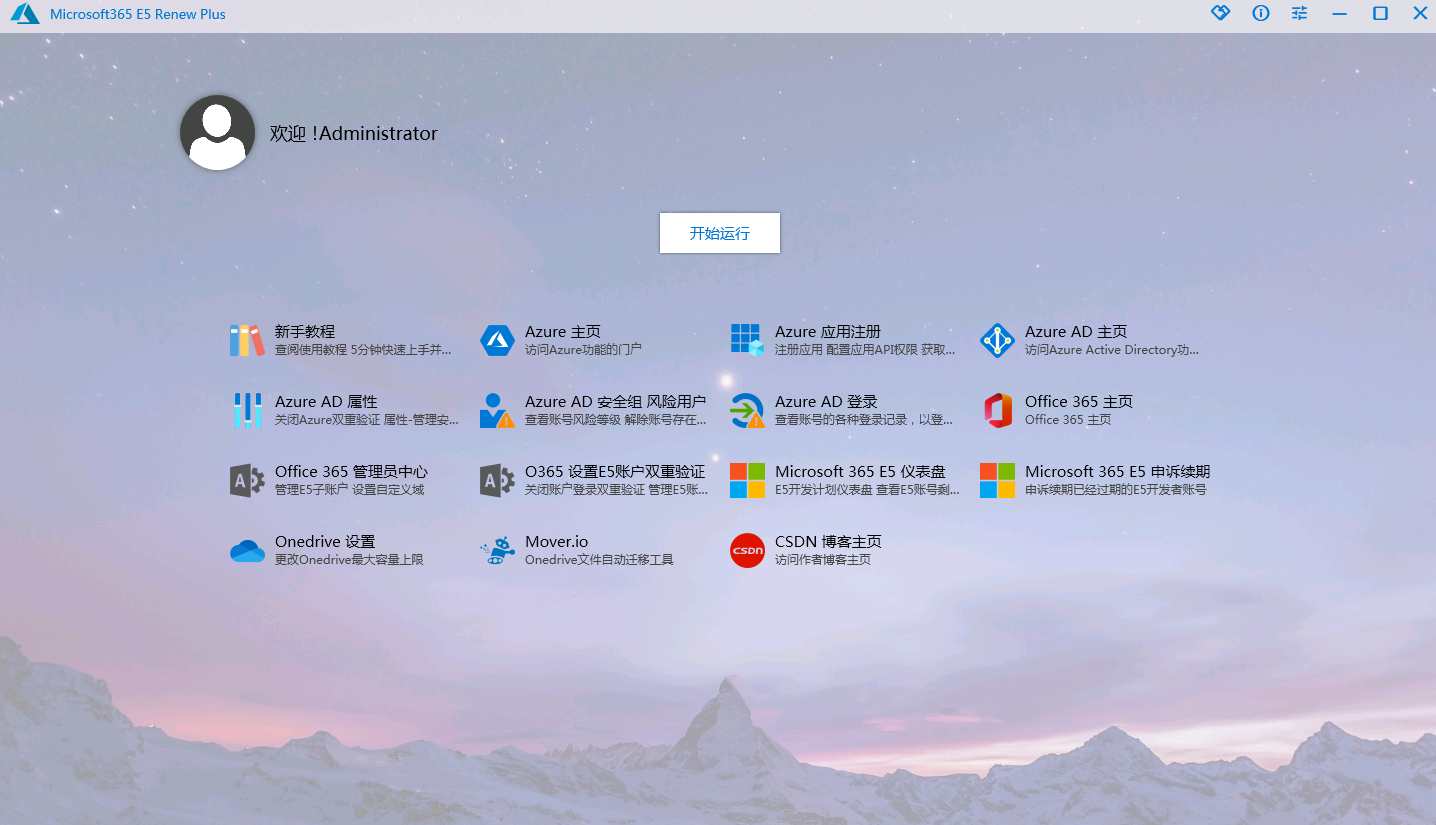 Microsoft365 E5 Renew Plus
欢迎 !Administrator
开始运行
新手教程
查阅使用教程 5分钟快速上手并...
Azure 主页
访问Azure功能的门户
Azure 应用注册
注册应用 配置应用API权限 获取...
Azure AD 主页
访问Azure Active Directory功...
Azure AD 属性
关闭Azure双重验证 属性-管理安...
Azure AD 安全组 风险用户
查看账号风险等级 解除账号存在...
Azure AD 登录
查看账号的各种登录记录，以登...
Office 365 主页
Office 365 主页
Office 365 管理员中心
管理E5子账户 设置自定义域
O365 设置E5账户双重验证
关闭账户登录双重验证 管理E5账...
Microsoft 365 E5 仪表盘
E5开发计划仪表盘 查看E5账号剩...
Microsoft 365 E5 申诉续期
申诉续期已经过期的E5开发者账号
Onedrive 设置
更改Onedrive最大容量上限
Mover.io
Onedrive文件自动迁移工具
CSDN
CSDN 博客主页
访问作者博客主页